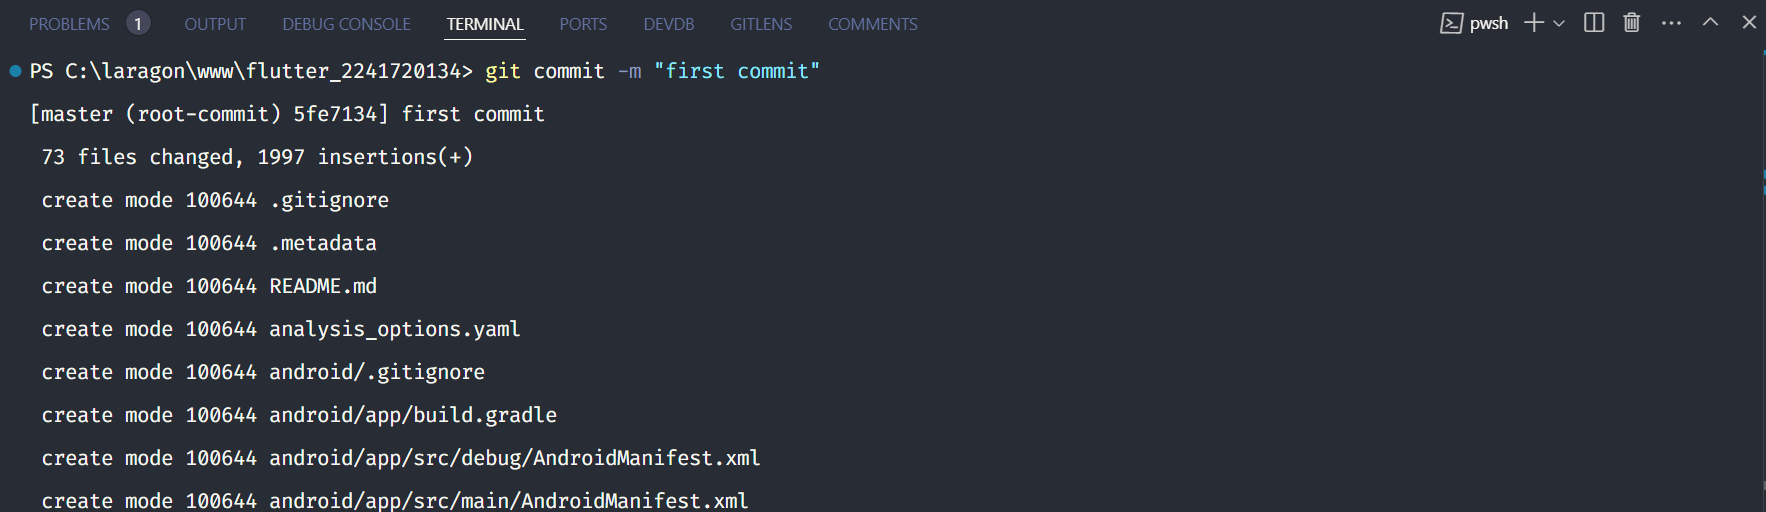 PROBLEMS 1 OUTPUT DEBUG CONSOLE TERMINAL PORTS DEVDB GITLENS COMMENTS pwsh
PS C:\laragon\www\flutter_2241720134> git commit -m "first commit"
[master (root-commit) 5fe7134] first commit
73 files changed, 1997 insertions(+)
create mode 100644 .gitignore
create mode 100644 .metadata
create mode 100644 README.md
create mode 100644 analysis_options.yaml
create mode 100644 android/.gitignore
create mode 100644 android/app/build.gradle
create mode 100644 android/app/src/debug/AndroidManifest.xml
create mode 100644 android/app/src/main/AndroidManifest.xml